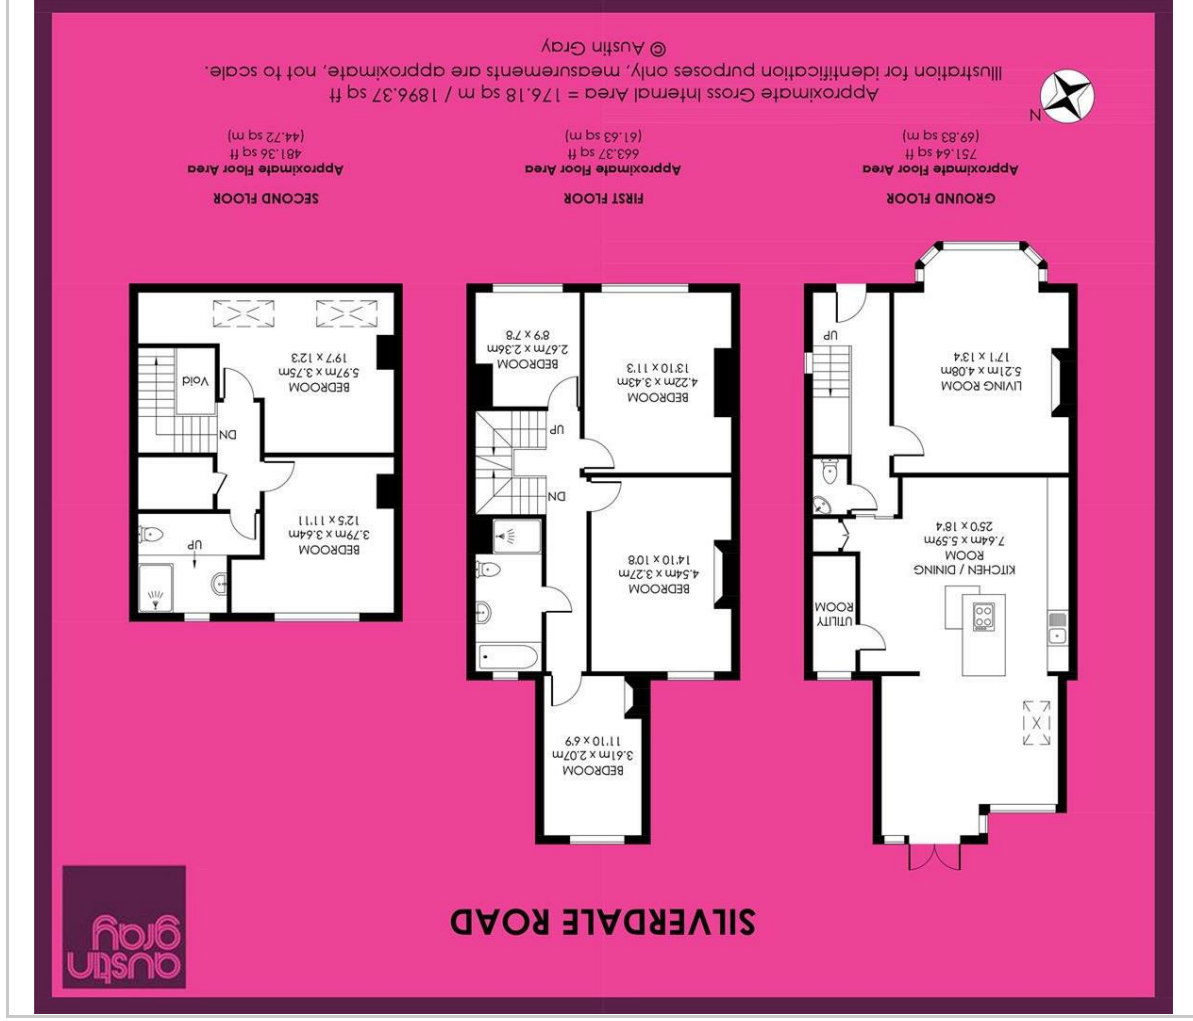 SILVERDALE ROAD
austin
gray
KITCHEN / DINING
ROOM
7.64m x 5.59m
25'0 x 18'4
UTILITY
ROOM
LIVING ROOM
5.21m x 4.08m
17'1 x 13'4
UP
GROUND FLOOR
Approximate Floor Area
751.64 sq ft
(69.83 sq m)
BEDROOM
3.61m x 2.07m
11'10 x 6'9
BEDROOM
4.54m x 3.27m
14'10 x 10'8
DN
UP
BEDROOM
4.22m x 3.43m
13'10 x 11'3
BEDROOM
2.67m x 2.36m
8'9 x 7'8
FIRST FLOOR
Approximate Floor Area
663.37 sq ft
(61.63 sq m)
BEDROOM
3.79m x 3.64m
12'5 x 11'11
UP
DN
Void
BEDROOM
5.97m x 3.75m
19'7 x 12'3
SECOND FLOOR
Approximate Floor Area
481.36 sq ft
(44.72 sq m)
N
Approximate Gross Internal Area = 176.18 sq m / 1896.37 sq ft
Illustration for identification purposes only, measurements are approximate, not to scale.
© Austin Gray